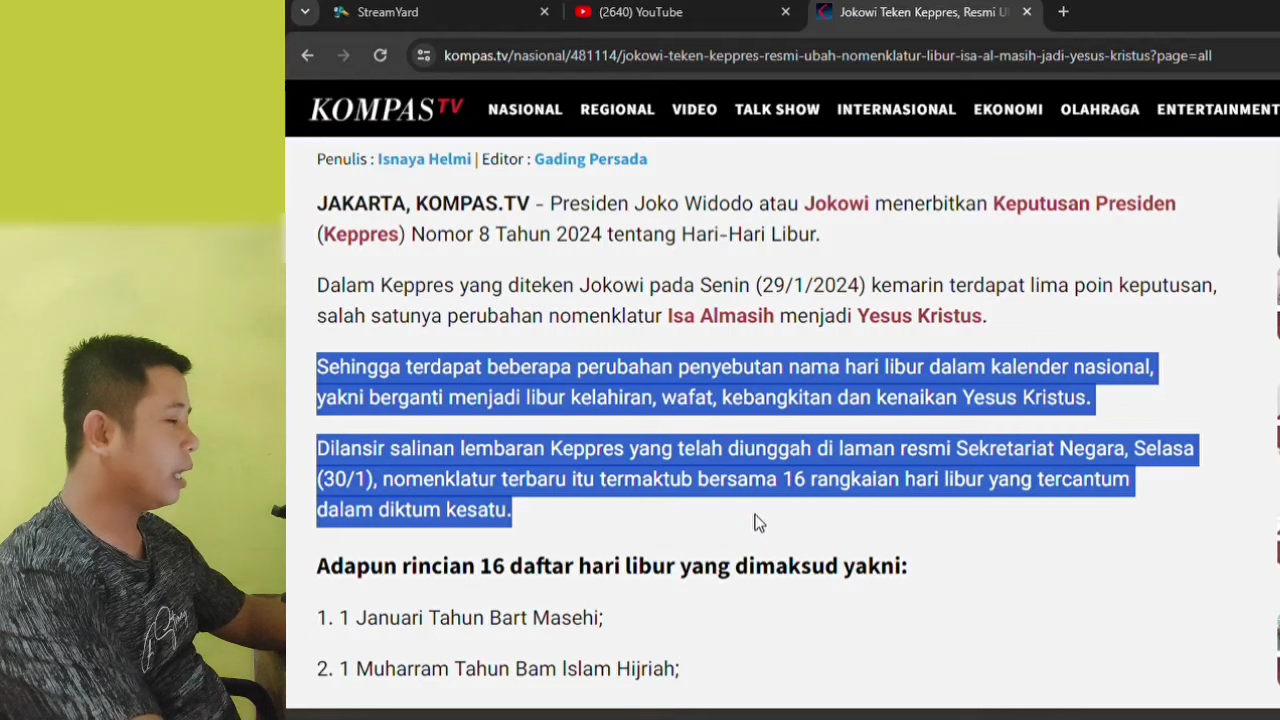 StreamYard
(2640) YouTube
Jokowi Teken Keppres, Resmi U
kompas.tv/nasional/481114/jokowi-teken-keppres-resmi-ubah-nomenklatur-libur-isa-al-masih-jadi-yesus-kristus?page=all
KOMPASTV NASIONAL REGIONAL VIDEO TALK SHOW INTERNASIONAL EKONOMI OLAHRAGA ENTERTAINMENT
Penulis : Isnaya Helmi | Editor : Gading Persada
JAKARTA, KOMPAS.TV - Presiden Joko Widodo atau Jokowi menerbitkan Keputusan Presiden
(Keppres) Nomor 8 Tahun 2024 tentang Hari-Hari Libur.
Dalam Keppres yang diteken Jokowi pada Senin (29/1/2024) kemarin terdapat lima poin keputusan,
salah satunya perubahan nomenklatur Isa Almasih menjadi Yesus Kristus.
Sehingga terdapat beberapa perubahan penyebutan nama hari libur dalam kalender nasional,
yakni berganti menjadi libur kelahiran, wafat, kebangkitan dan kenaikan Yesus Kristus.
Dilansir salinan lembaran Keppres yang telah diunggah di laman resmi Sekretariat Negara, Selasa
(30/1), nomenklatur terbaru itu termaktub bersama 16 rangkaian hari libur yang tercantum
dalam diktum kesatu.
Adapun rincian 16 daftar hari libur yang dimaksud yakni:
1. 1 Januari Tahun Bart Masehi;
2. 1 Muharram Tahun Bam lslam Hijriah;